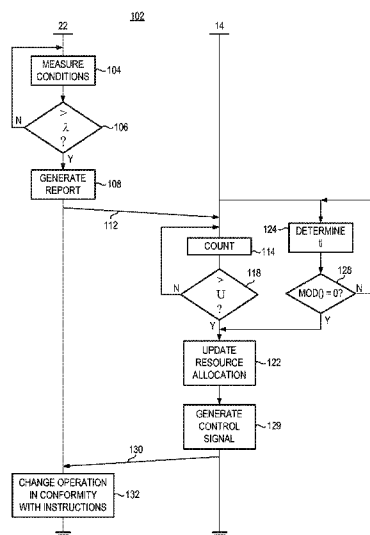 102
22
14
MEASURE
CONDITIONS
104
>
λ
?
106
N
Y
GENERATE
REPORT
108
112
COUNT
114
124
DETERMINE
ti
>
U
?
118
N
Y
MOD() = 0?
128
N
Y
UPDATE
RESOURCE
ALLOCATION
122
GENERATE
CONTROL
SIGNAL
129
130
CHANGE OPERATION
IN CONFORMITY
WITH INSTRUCTIONS
132